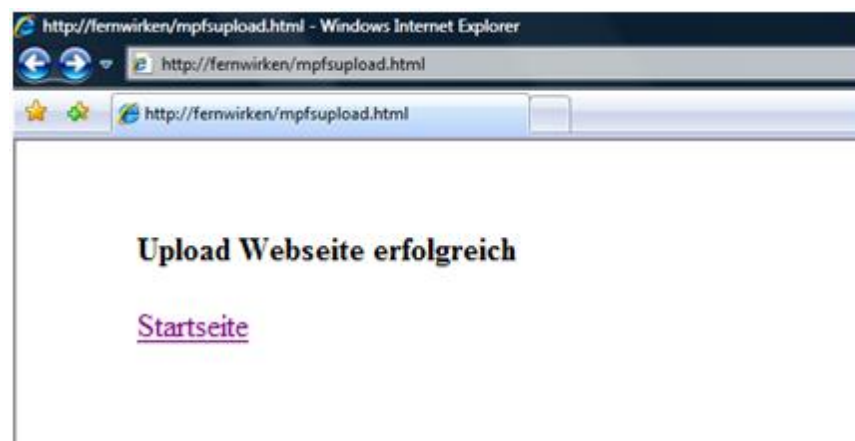 http://fernwirken/mpfsupload.html - Windows Internet Explorer
http://fernwirken/mpfsupload.html
http://fernwirken/mpfsupload.html
Upload Webseite erfolgreich
Startseite